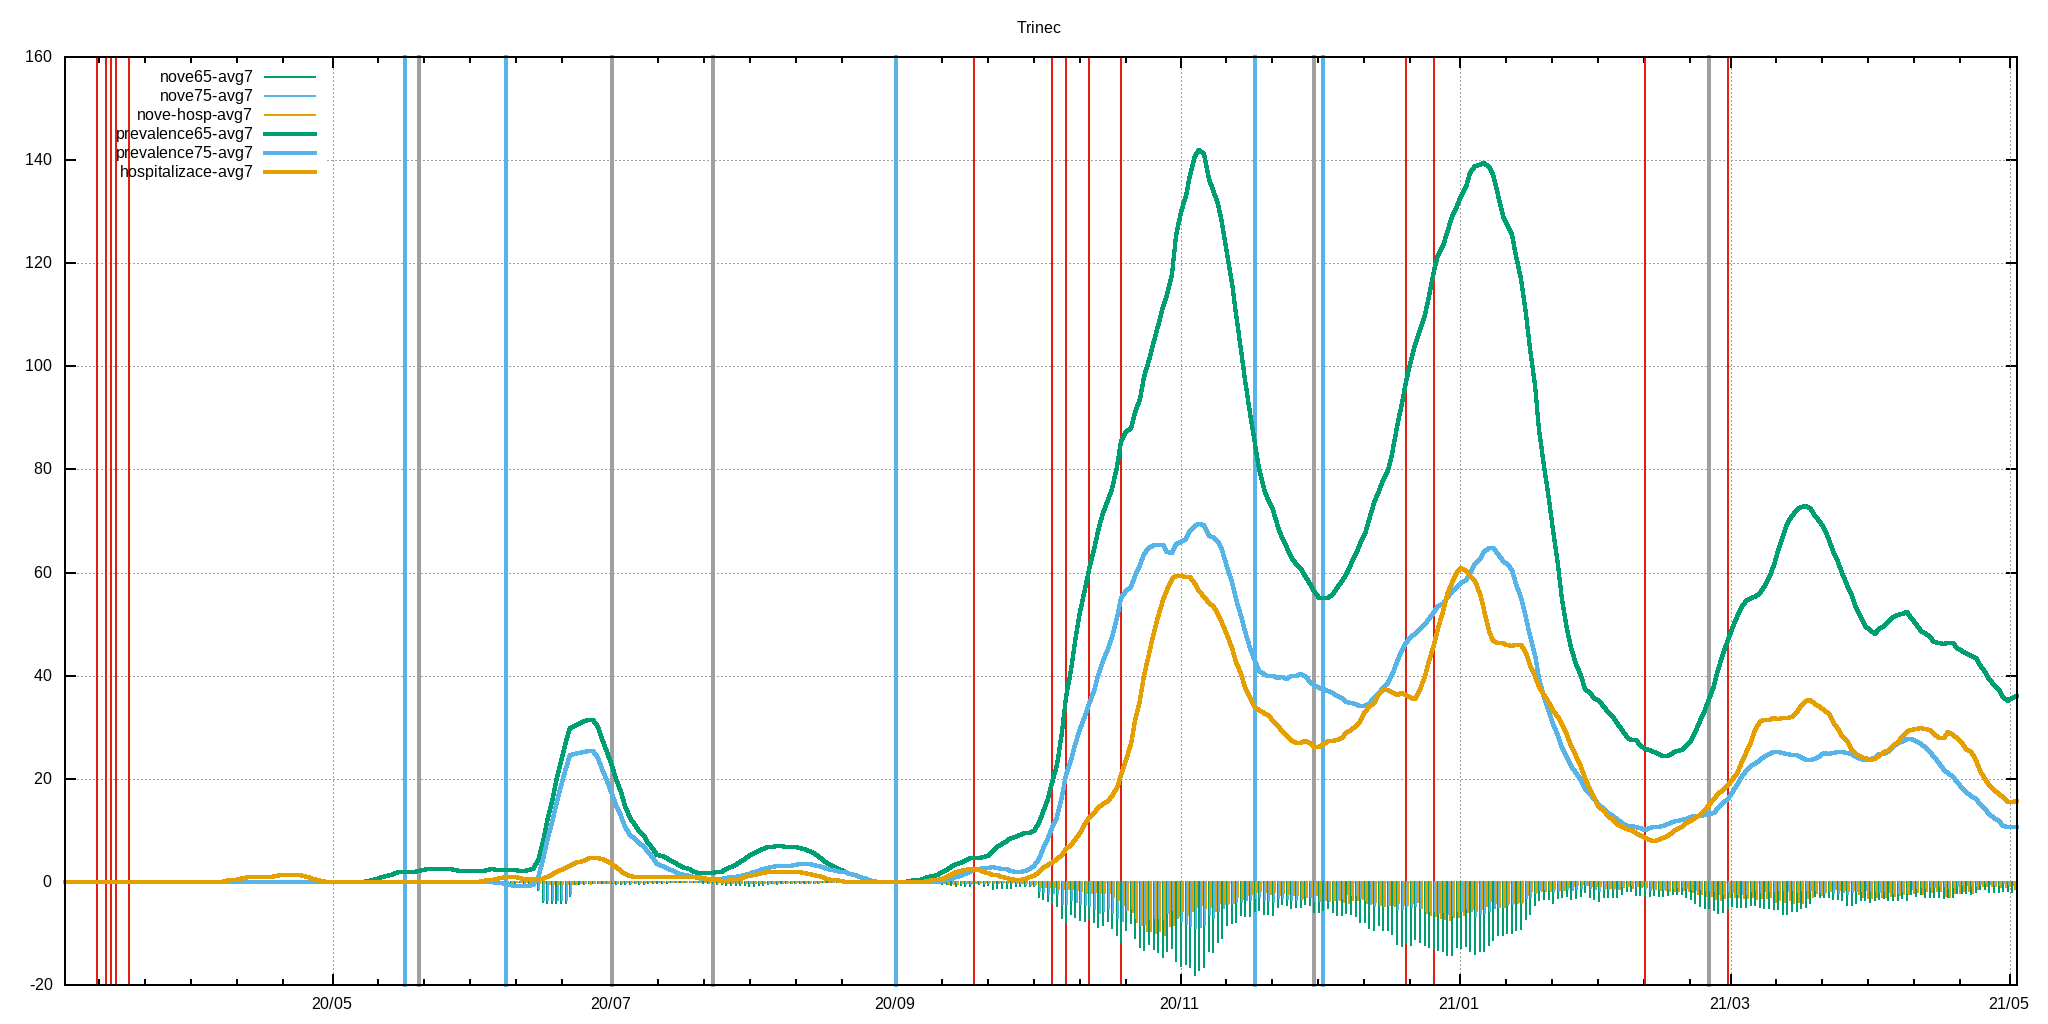 Trinec
160
140
120
100
80
60
40
20
0
-20
nove65-avg7
nove75-avg7
nove-hosp-avg7
prevalence65-avg7
prevalence75-avg7
hospitalizace-avg7
20/05 20/07 20/09 20/11 21/01 21/03 21/05